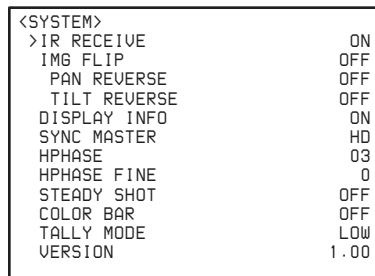 <SYSTEM>
>IR RECEIVE ON
IMG FLIP OFF
PAN REVERSE OFF
TILT REVERSE OFF
DISPLAY INFO ON
SYNC MASTER HD
HPHASE 03
HPHASE FINE 0
STEADY SHOT OFF
COLOR BAR OFF
TALLY MODE LOW
VERSION 1.00